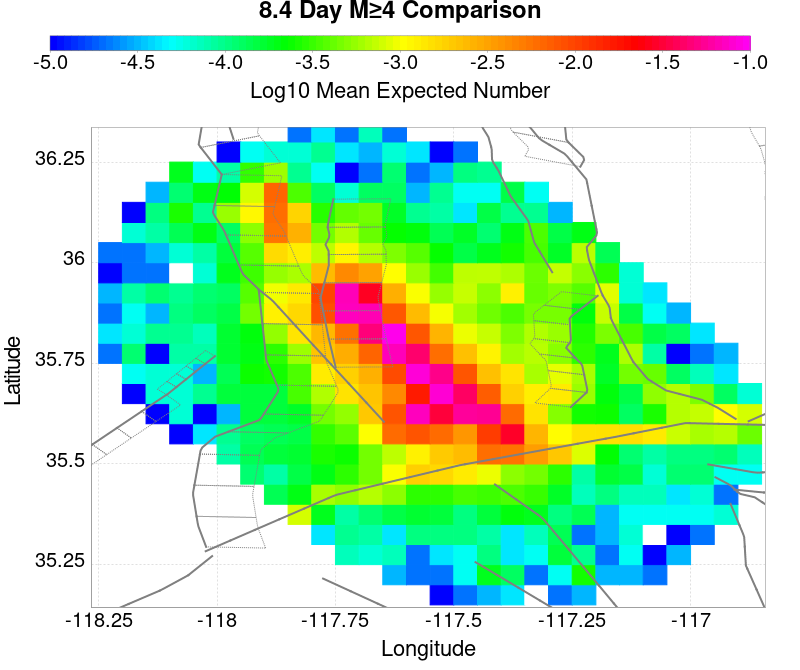 8.4 Day M≥4 Comparison
-5.0 -4.5 -4.0 -3.5 -3.0 -2.5 -2.0 -1.5 -1.0
Log10 Mean Expected Number
36.25
36
35.75
35.5
35.25
Latitude
-118.25 -118 -117.75 -117.5 -117.25 -117
Longitude